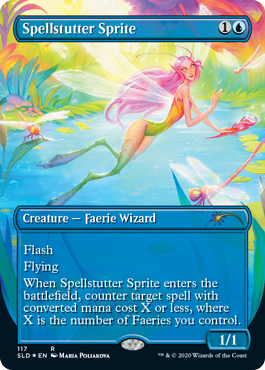 Spellstutter Sprite 1
Creature — Faerie Wizard
Flash
Flying
When Spellstutter Sprite enters the
battlefield, counter target spell with
converted mana cost X or less, where
X is the number of Faeries you control.
1/1
117 R
SLD ★ EN MARIA POLIAKOVA ™ & © 2020 Wizards of the Coast